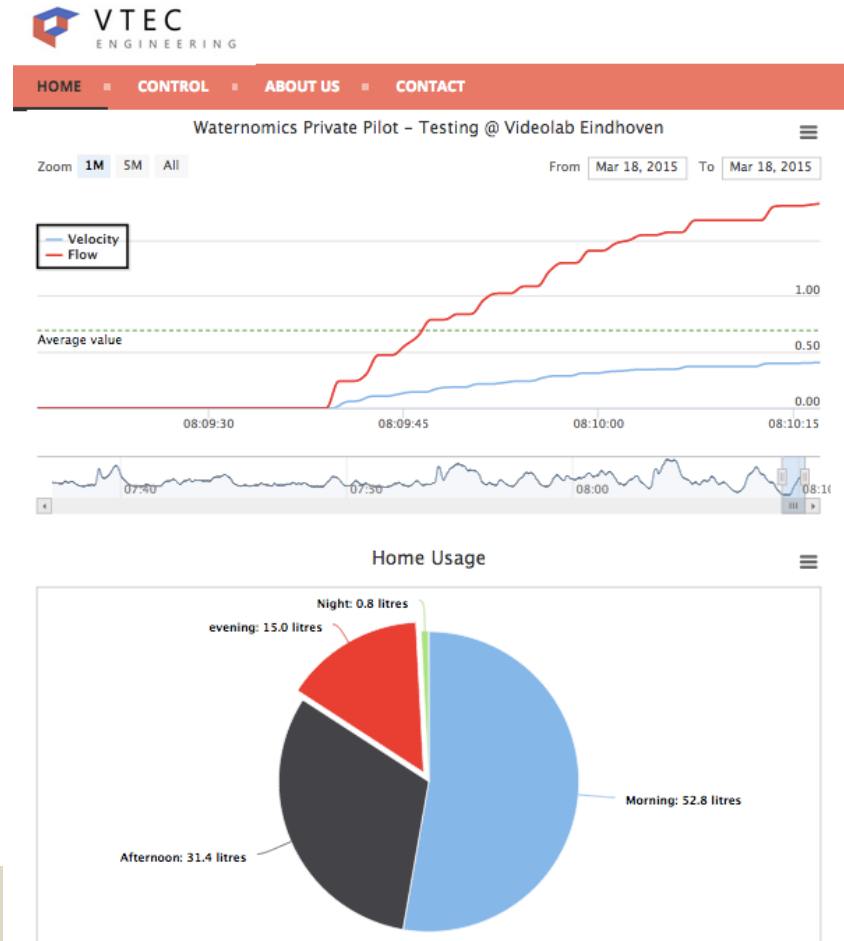 VTEC
ENGINEERING
HOME CONTROL ABOUT US CONTACT
Waternomics Private Pilot – Testing @ Videolab Eindhoven
Zoom 1M 5M All From Mar 18, 2015 To Mar 18, 2015
Velocity
Flow
1.00
Average value
0.50
0.00
08:09:30 08:09:45 08:10:00 08:10:15
07:40 07:50 08:00 08:10
Home Usage
Night: 0.8 litres
evening: 15.0 litres
Morning: 52.8 litres
Afternoon: 31.4 litres